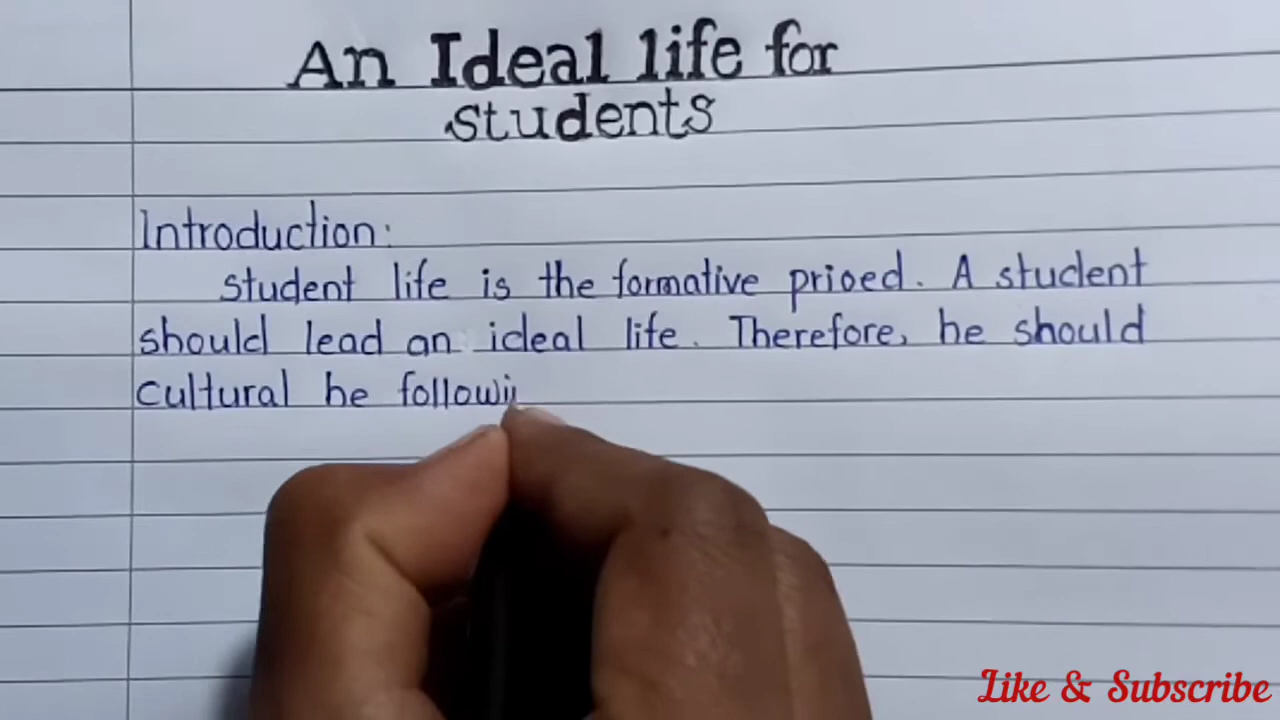 An Ideal life for
students
Introduction:
student life is the formative prioed. A student
should lead an ideal life. Therefore, he should
cultural he followi
Like & Subscribe